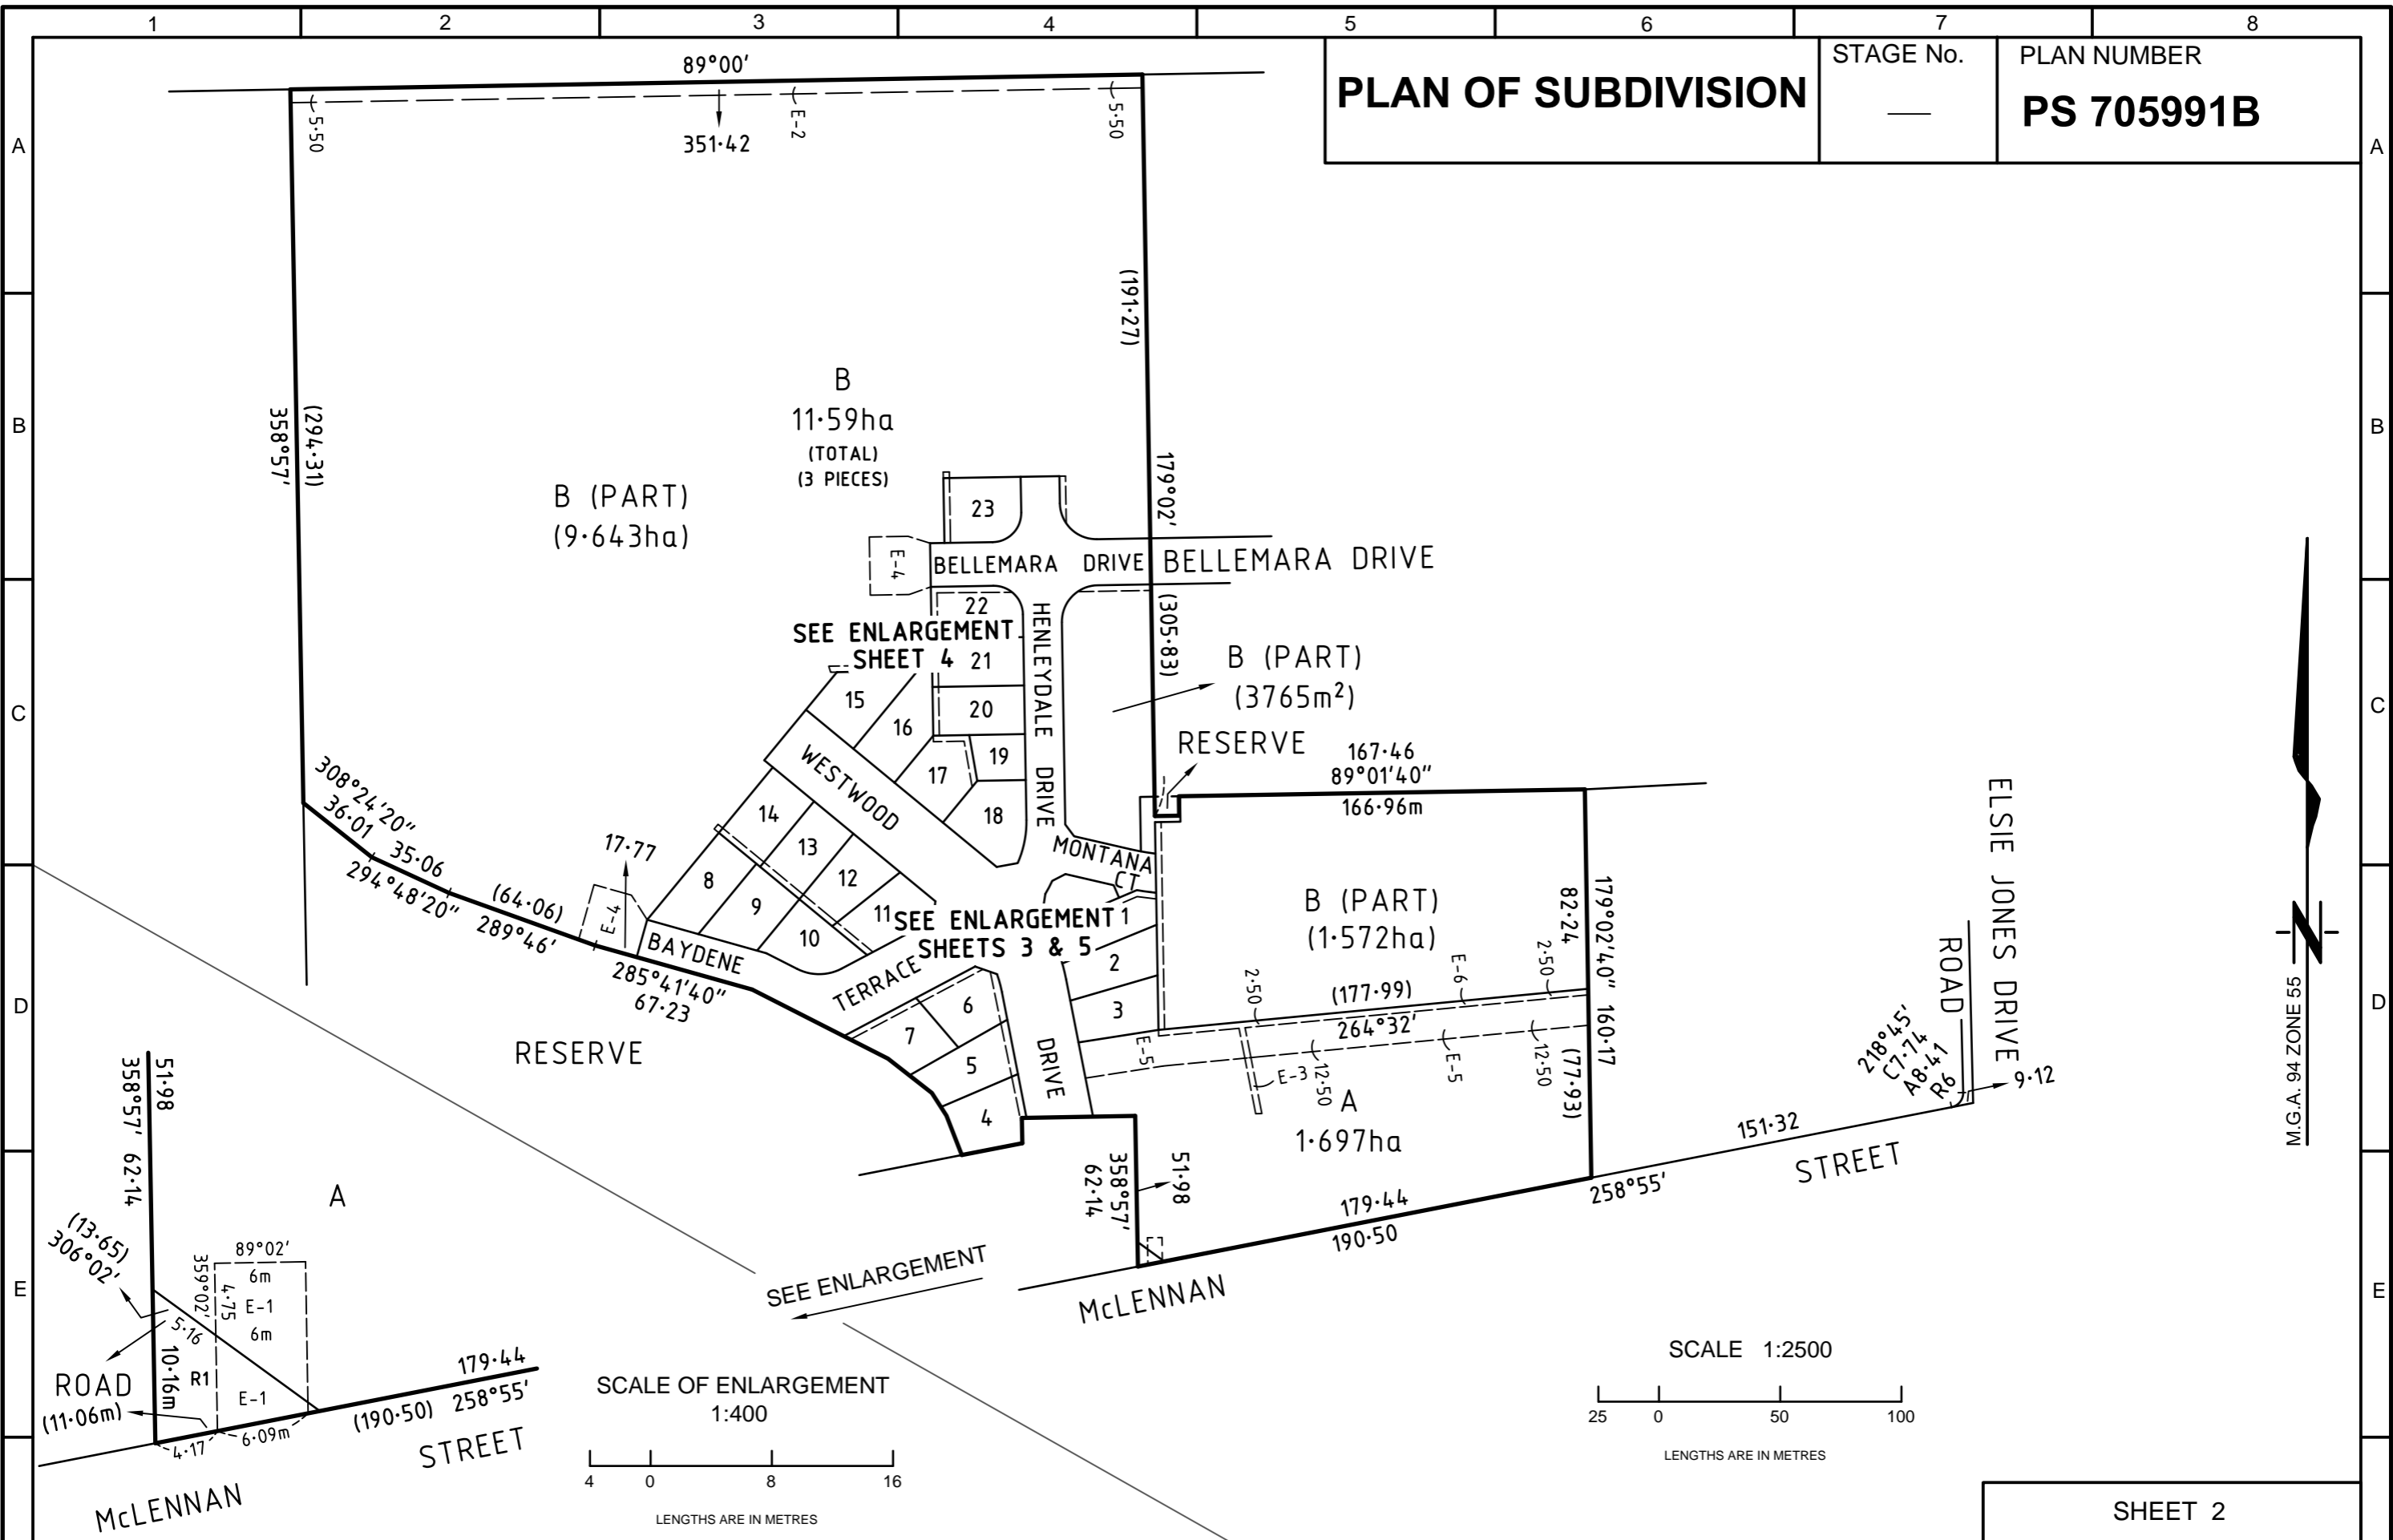 1 2 3 4 5 6 7 8
PLAN OF SUBDIVISION
STAGE No.
—
PLAN NUMBER
PS 705991B
A
A
B
B
C
C
D
D
E
E
89°00'
351·42
5·50
E-2
5·50
(191·27)
179°02'
(305·83)
(294·31)
358°57'
B
11·59ha
(TOTAL)
(3 PIECES)
B (PART)
(9·643ha)
23
E-4
BELLEMARA DRIVE
BELLEMARA DRIVE
22
SEE ENLARGEMENT
SHEET 4
21
20
19
18
17
16
15
HENLEYDALE DRIVE
WESTWOOD
B (PART)
(3765m²)
RESERVE
167·46
89°01'40"
166·96m
MONTANA
CT
14
13
12
11
10
9
8
308°24'20"
36·01
35·06
294°48'20"
(64·06)
289°46'
17·77
E-4
285°41'40"
67·23
BAYDENE
TERRACE
SEE ENLARGEMENT
SHEETS 3 & 5
1
2
3
7
6
5
4
DRIVE
RESERVE
B (PART)
(1·572ha)
82·24
179°02'40"
160·17
(77·93)
2·50
E-6
2·50
(177·99)
264°32'
E-5
E-3
12·50
E-5
12·50
A
1·697ha
51·98
358°57'
62·14
179·44
190·50
258°55'
151·32
STREET
McLENNAN
218°45'
C7·74
A8·41
R6
9·12
ROAD
ELSIE JONES DRIVE
N
M.G.A. 94 ZONE 55
51·98
358°57'
62·14
A
(13·65)
306°02'
89°02'
6m
359°02'
4·75
E-1
6m
5·16
10·16m
R1
E-1
ROAD
(11·06m)
4·17
6·09m
179·44
(190·50)
258°55'
STREET
McLENNAN
SEE ENLARGEMENT
SCALE OF ENLARGEMENT
1:400
4 0 8 16
LENGTHS ARE IN METRES
SCALE 1:2500
25 0 50 100
LENGTHS ARE IN METRES
SHEET 2